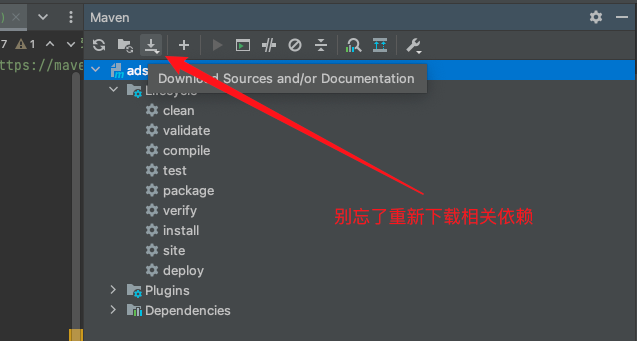 Maven
7 1
ttps://mave
ads
Download Sources and/or Documentation
Lifecycle
clean
validate
compile
test
package
verify
install
site
deploy
Plugins
Dependencies
别忘了重新下载相关依赖